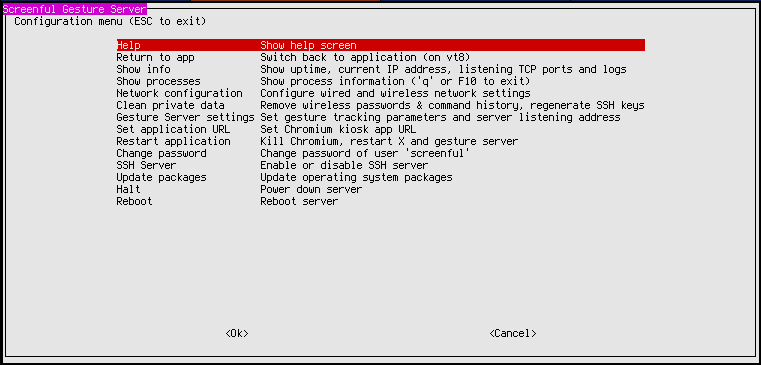 Screenful Gesture Server
Configuration menu (ESC to exit)
Help Show help screen
Return to app Switch back to application (on vt8)
Show info Show uptime, current IP address, listening TCP ports and logs
Show processes Show process information ('q' or F10 to exit)
Network configuration Configure wired and wireless network settings
Clean private data Remove wireless passwords & command history, regenerate SSH keys
Gesture Server settings Set gesture tracking parameters and server listening address
Set application URL Set Chromium kiosk app URL
Restart application Kill Chromium, restart X and gesture server
Change password Change password of user 'screenful'
SSH Server Enable or disable SSH server
Update packages Update operating system packages
Halt Power down server
Reboot Reboot server
<Ok> <Cancel>